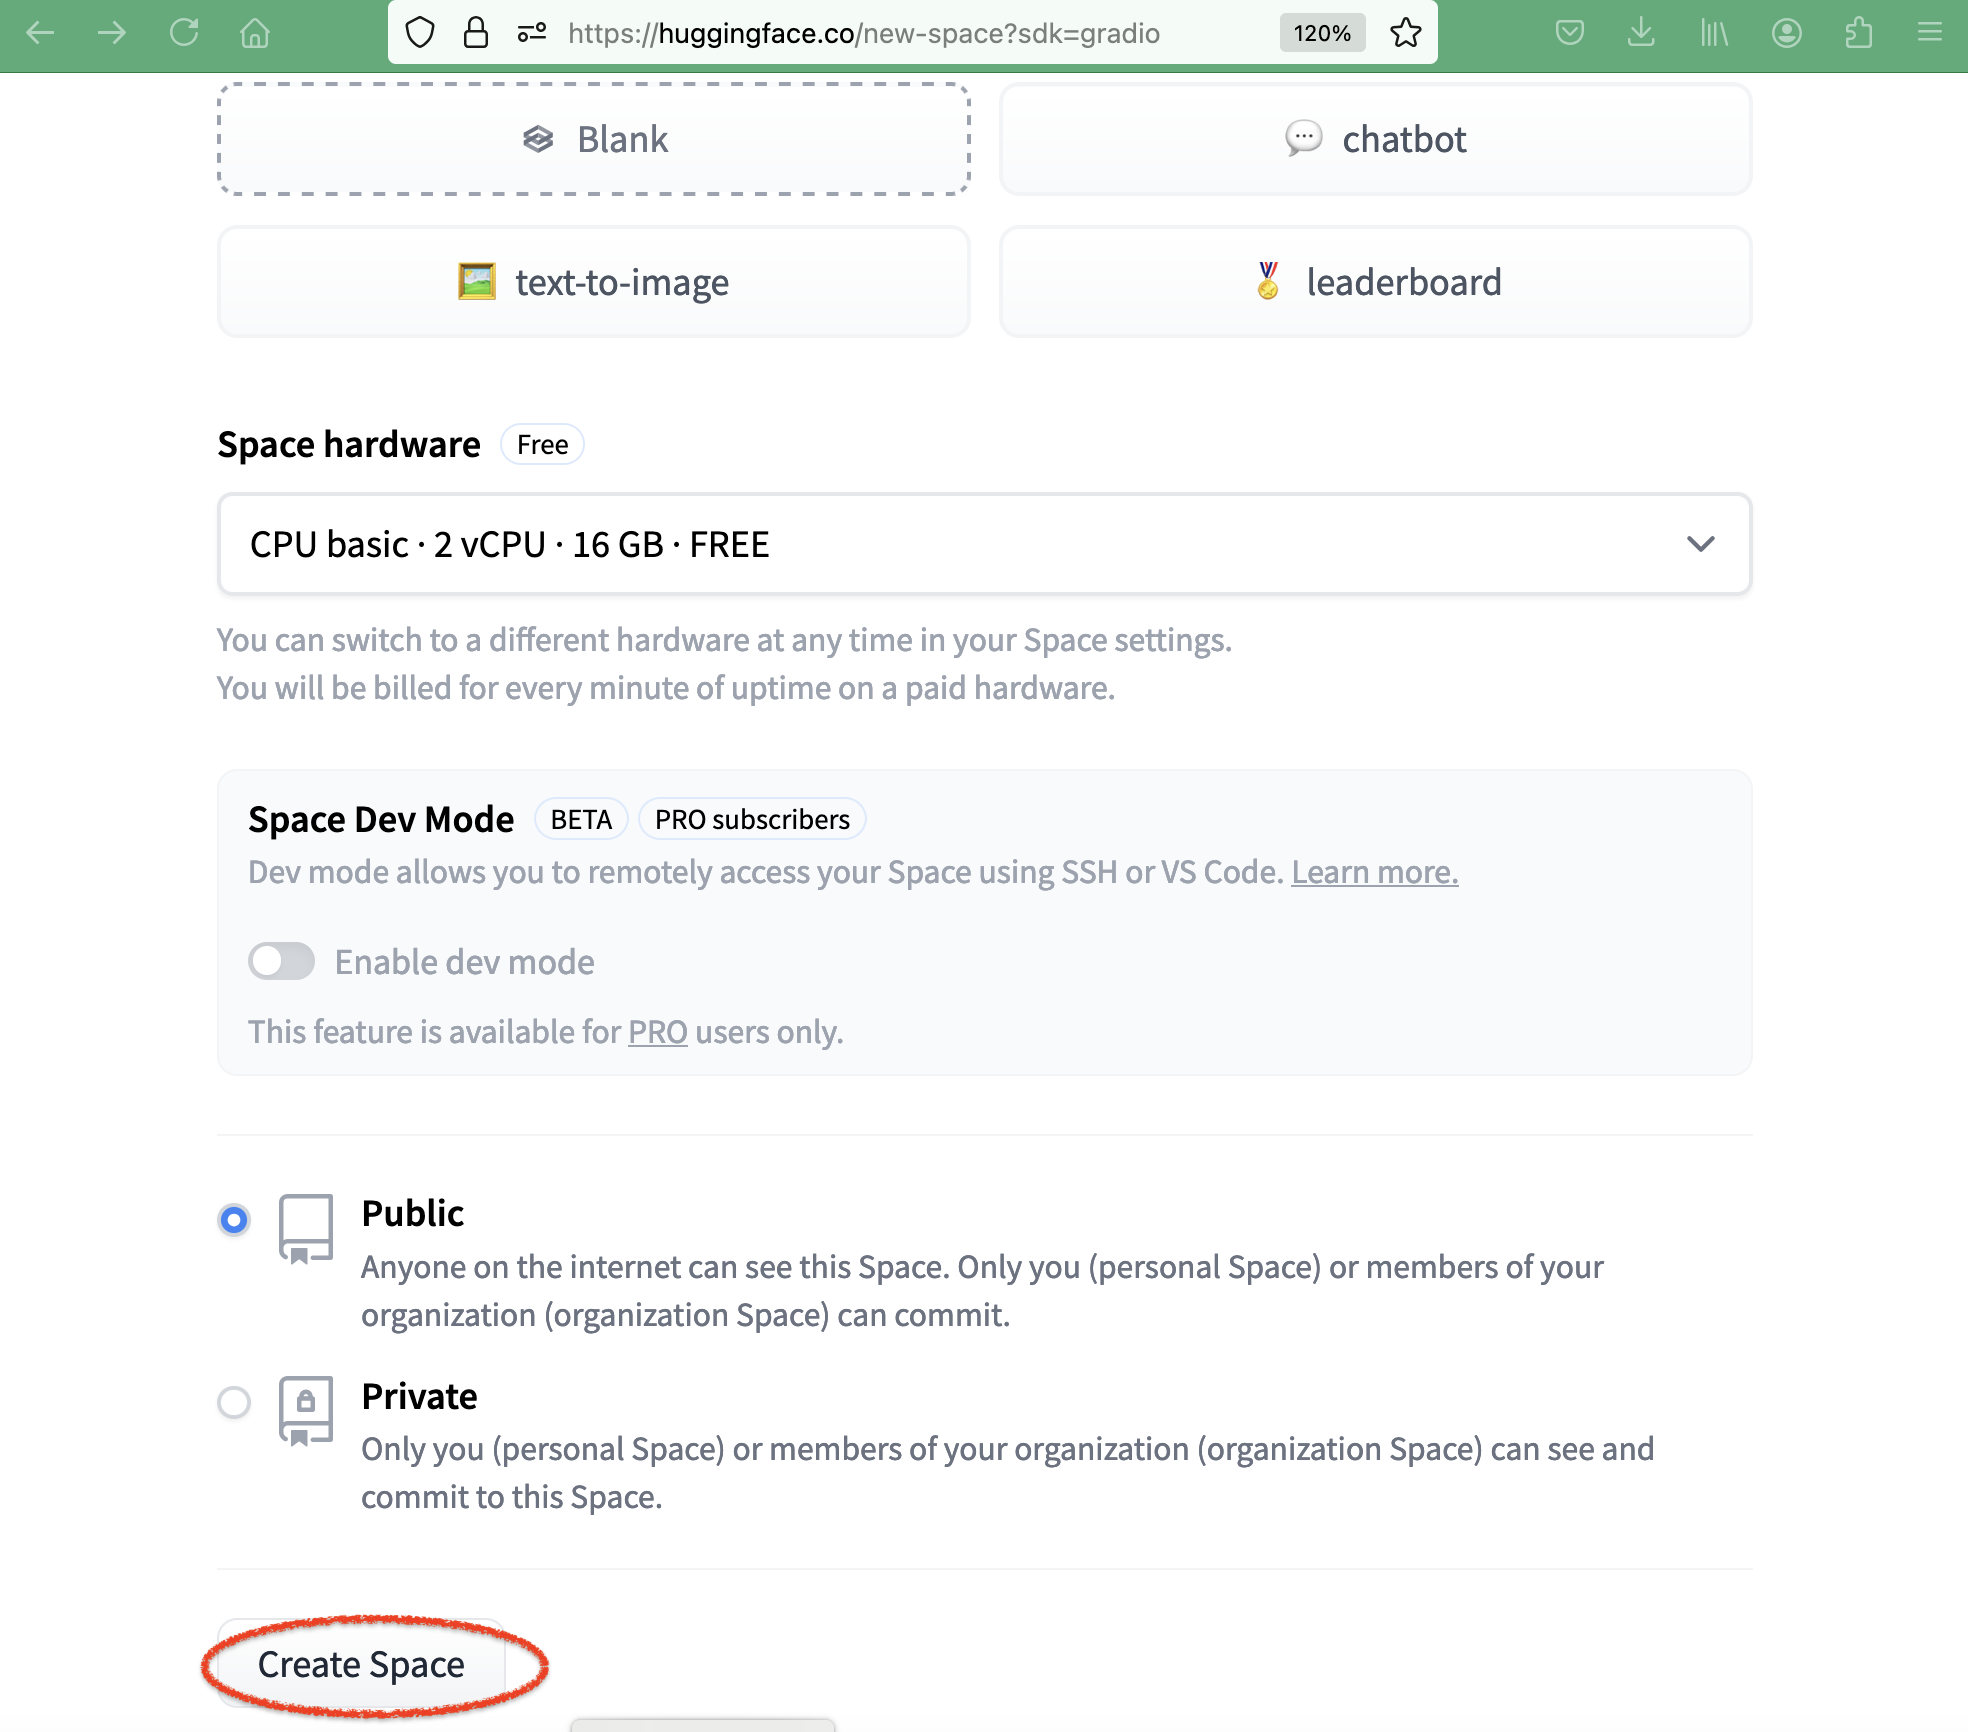 https://huggingface.co/new-space?sdk=gradio
120%
Blank
chatbot
text-to-image
leaderboard
Space hardware Free
CPU basic · 2 vCPU · 16 GB · FREE
You can switch to a different hardware at any time in your Space settings.
You will be billed for every minute of uptime on a paid hardware.
Space Dev Mode BETA PRO subscribers
Dev mode allows you to remotely access your Space using SSH or VS Code. Learn more.
Enable dev mode
This feature is available for PRO users only.
Public
Anyone on the internet can see this Space. Only you (personal Space) or members of your
organization (organization Space) can commit.
Private
Only you (personal Space) or members of your organization (organization Space) can see and
commit to this Space.
Create Space